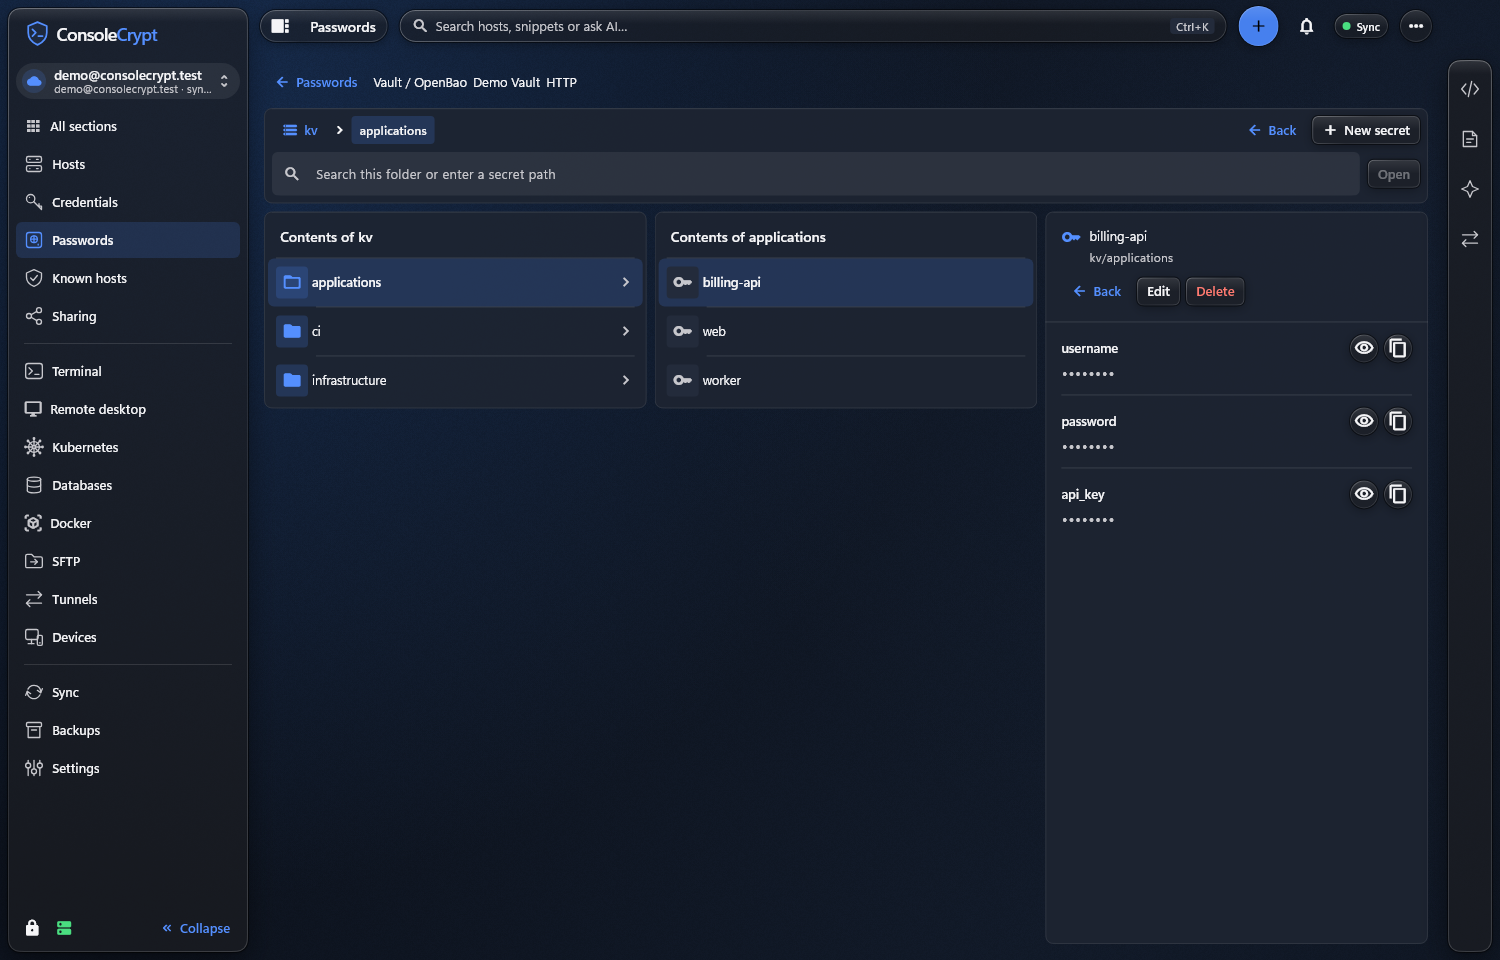 ConsoleCrypt
demo@consolecrypt.test
demo@consolecrypt.test · syn...
All sections
Hosts
Credentials
Passwords
Known hosts
Sharing
Terminal
Remote desktop
Kubernetes
Databases
Docker
SFTP
Tunnels
Devices
Sync
Backups
Settings
Collapse
Passwords
Search hosts, snippets or ask AI...
Ctrl+K
Sync
Passwords Vault / OpenBao Demo Vault HTTP
kv applications
Back
New secret
Search this folder or enter a secret path
Open
Contents of kv
applications
ci
infrastructure
Contents of applications
billing-api
web
worker
billing-api
kv/applications
Back Edit Delete
username
••••••••
password
••••••••
api_key
••••••••